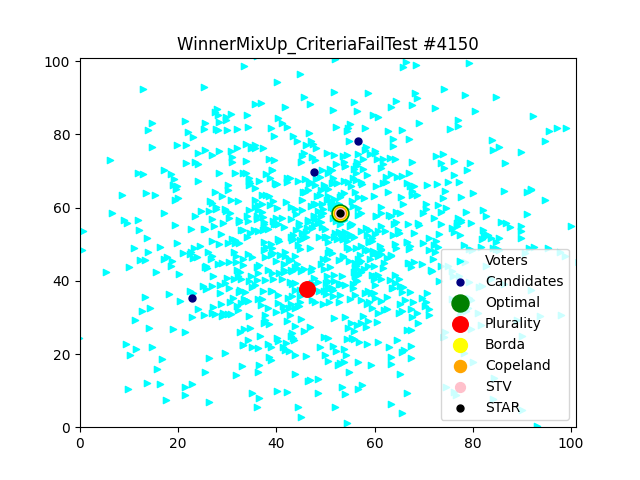 WinnerMixUp_CriteriaFailTest #4150
100
80
60
40
20
0
0 20 40 60 80 100
Voters
Candidates
Optimal
Plurality
Borda
Copeland
STV
STAR